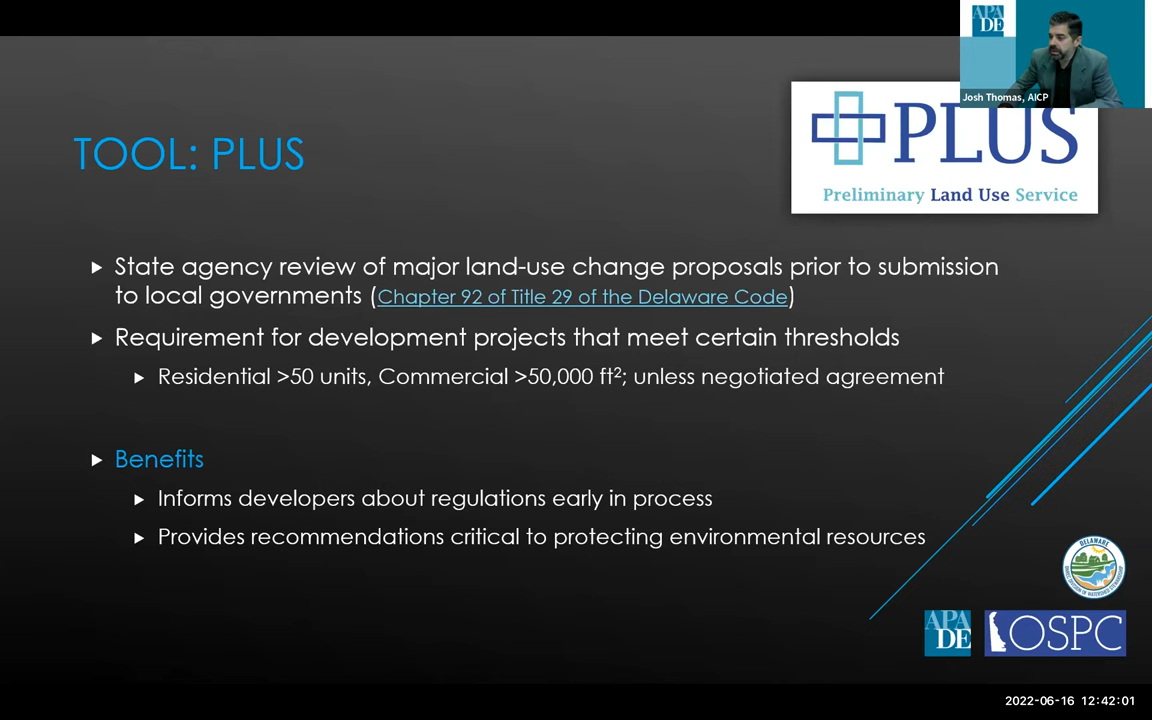 APA
DE
Josh Thomas, AICP
PLUS
Preliminary Land Use Service
TOOL: PLUS
State agency review of major land-use change proposals prior to submission
to local governments (Chapter 92 of Title 29 of the Delaware Code)
Requirement for development projects that meet certain thresholds
Residential >50 units, Commercial >50,000 ft²; unless negotiated agreement
Benefits
Informs developers about regulations early in process
Provides recommendations critical to protecting environmental resources
DELAWARE
APA
DE
OSPC
2022-06-16 12:42:01